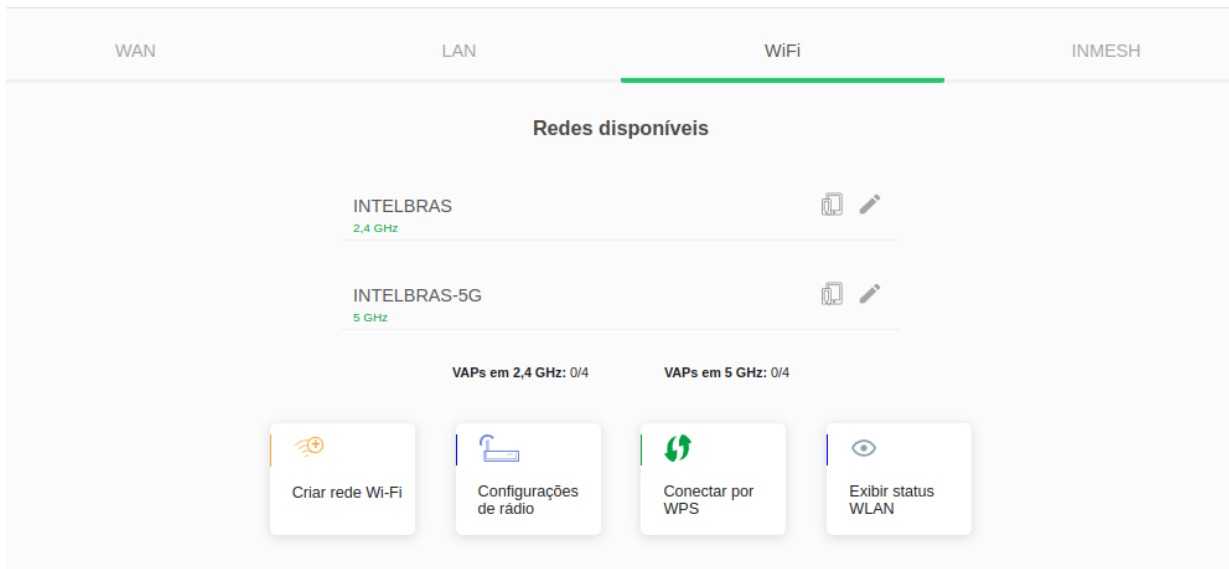 WAN LAN WiFi INMESH
Redes disponíveis
INTELBRAS
2,4 GHz
INTELBRAS-5G
5 GHz
VAPs em 2,4 GHz: 0/4 VAPs em 5 GHz: 0/4
Criar rede Wi-Fi
Configurações
de rádio
Conectar por
WPS
Exibir status
WLAN